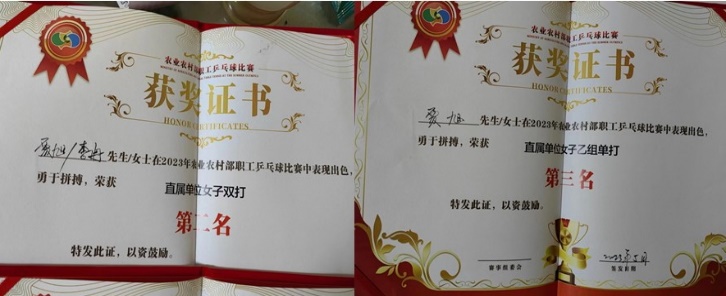 农业农村部职工乒乓球比赛
获奖证书
HONOR CERTIFICATES
先生/女士在2023年农业农村部职工乒乓球比赛中表现出色，
勇于拼搏，荣获 直属单位女子双打
第二名
特发此证，以资鼓励。
农业农村部职工乒乓球比赛
获奖证书
HONOR CERTIFICATES
先生/女士在2023年农业农村部职工乒乓球比赛中表现出色，
勇于拼搏，荣获 直属单位女子乙组单打
第三名
特发此证，以资鼓励。
赛事组委会 签发日期